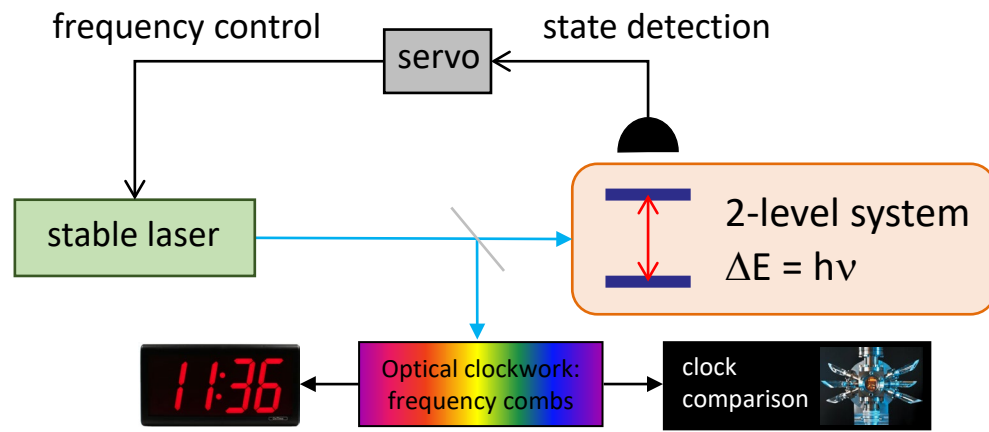 frequency control
state detection
servo
stable laser
2-level system
ΔE = hν
11:36
Optical clockwork:
frequency combs
clock
comparison